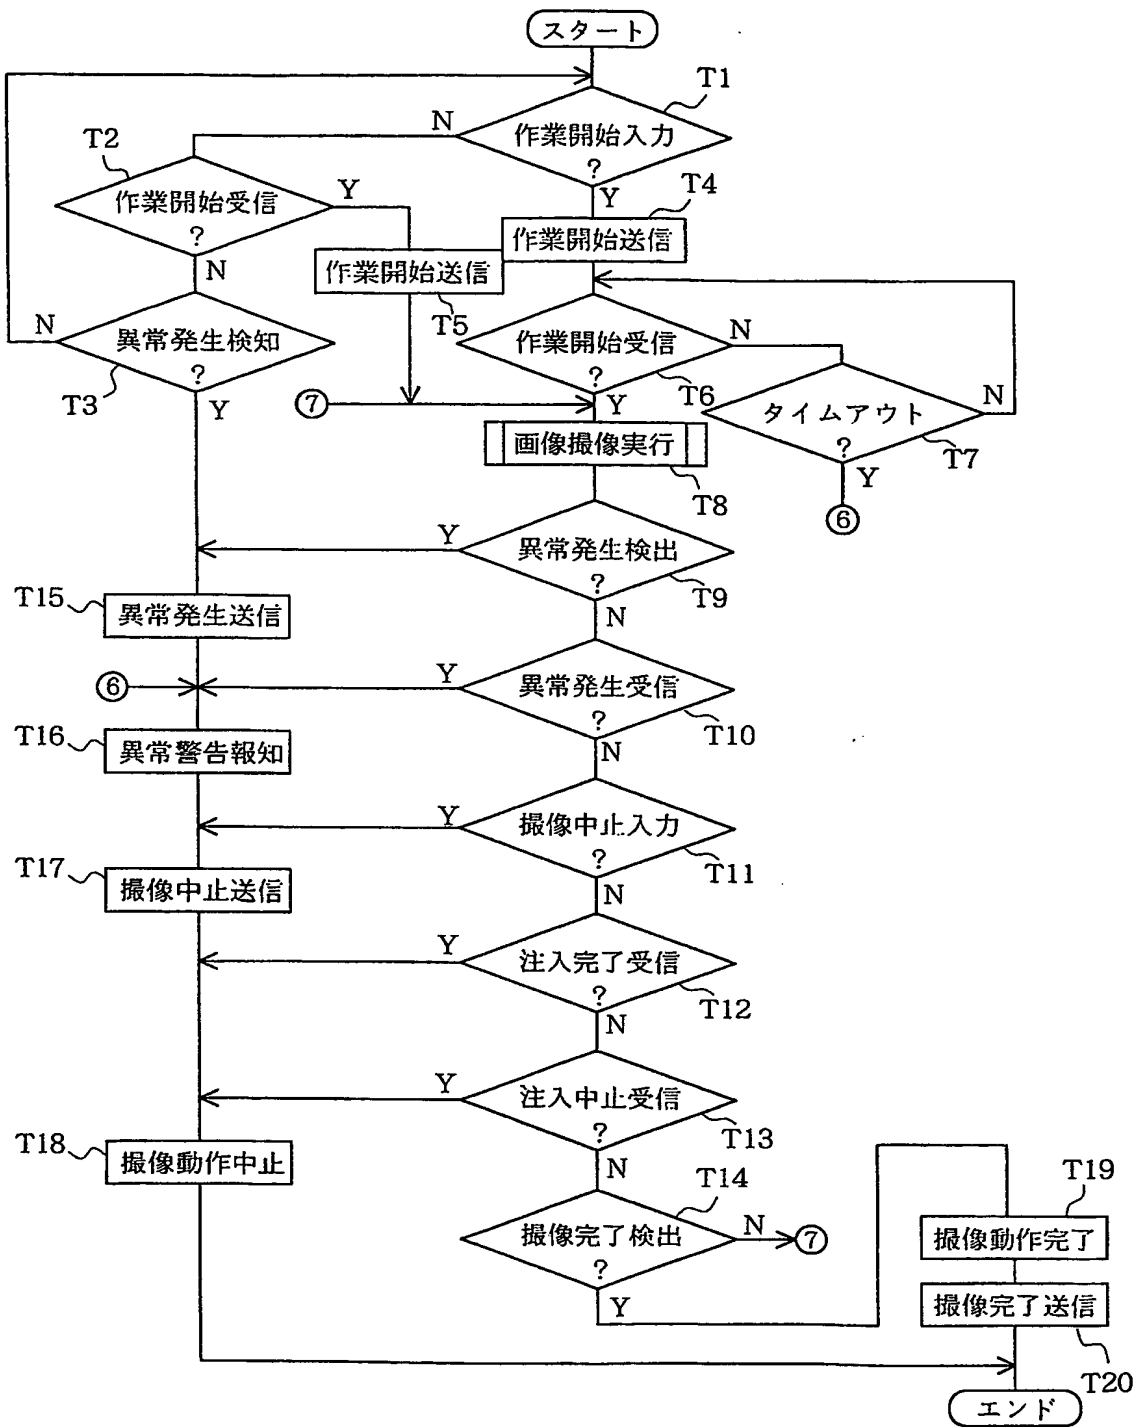 スタート
T1
N
作業開始入力
?
Y
T2
作業開始受信
?
Y
N
T4
作業開始送信
作業開始送信
T5
N
異常発生検知
?
T3
Y
作業開始受信
?
N
T6
Y
⑦
タイムアウト
?
N
T7
Y
⑥
画像撮像実行
T8
Y
異常発生検出
?
T9
N
T15
異常発生送信
⑥
Y
異常発生受信
?
T10
N
T16
異常警告報知
Y
撮像中止入力
?
T11
N
T17
撮像中止送信
Y
注入完了受信
?
T12
N
Y
注入中止受信
?
T13
N
T18
撮像動作中止
T14
撮像完了検出
?
N
⑦
Y
T19
撮像動作完了
撮像完了送信
T20
エンド